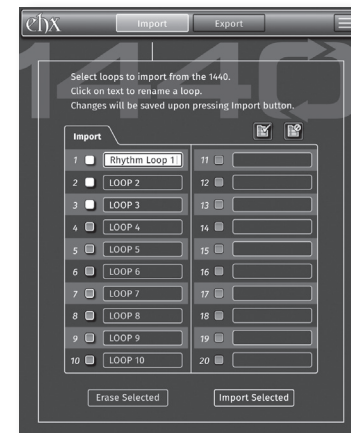 ehx
Import Export
1440
Select loops to import from the 1440.
Click on text to rename a loop.
Changes will be saved upon pressing Import button.
Import
1 Rhythm Loop 1 11
2 LOOP 2 12
3 LOOP 3 13
4 LOOP 4 14
5 LOOP 5 15
6 LOOP 6 16
7 LOOP 7 17
8 LOOP 8 18
9 LOOP 9 19
10 LOOP 10 20
Erase Selected Import Selected